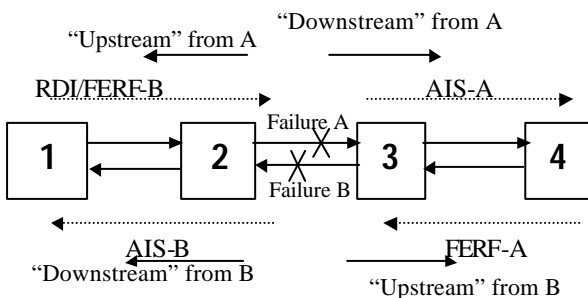 “Downstream” from A
“Upstream” from A
RDI/FERF-B
AIS-A
Failure A
1
2
3
4
Failure B
AIS-B
FERF-A
“Downstream” from B
“Upstream” from B